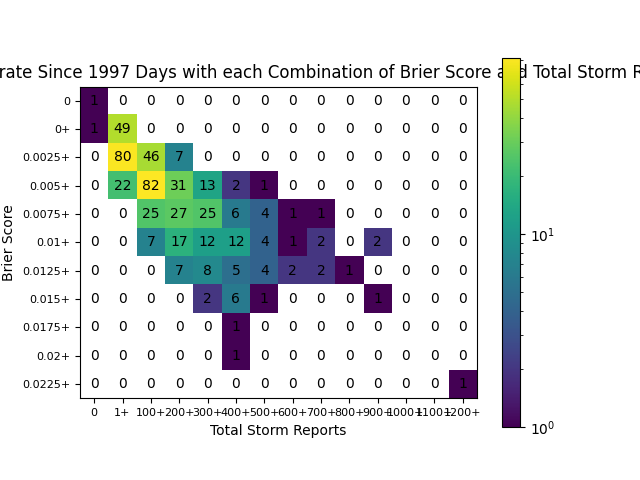 rate Since 1997 Days with each Combination of Brier Score and Total Storm R
0 1 0 0 0 0 0 0 0 0 0 0 0 0 0
0+ 1 49 0 0 0 0 0 0 0 0 0 0 0 0
0.0025+ 0 80 46 7 0 0 0 0 0 0 0 0 0 0
0.005+ 0 22 82 31 13 2 1 0 0 0 0 0 0 0
0.0075+ 0 0 25 27 25 6 4 1 1 0 0 0 0 0
0.01+ 0 0 7 17 12 12 4 1 2 0 2 0 0 0
0.0125+ 0 0 0 7 8 5 4 2 2 1 0 0 0 0
0.015+ 0 0 0 0 2 6 1 0 0 0 1 0 0 0
0.0175+ 0 0 0 0 0 1 0 0 0 0 0 0 0 0
0.02+ 0 0 0 0 0 1 0 0 0 0 0 0 0 0
0.0225+ 0 0 0 0 0 0 0 0 0 0 0 0 0 1
0 1+ 100+ 200+ 300+ 400+ 500+ 600+ 700+ 800+ 900+ 1000+ 1100+ 1200+
Total Storm Reports
Brier Score
10¹
10⁰